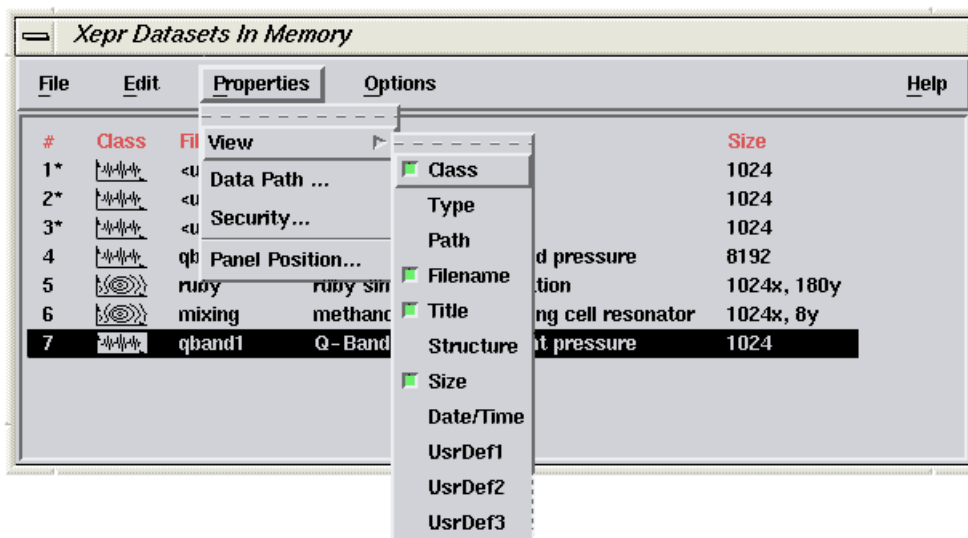 Xepr Datasets In Memory
File Edit Properties Options Help
# Class Size
1* 1024
2* 1024
3* 1024
4 d pressure 8192
5 ruby 1024x, 180y
6 mixing ng cell resonator 1024x, 8y
7 qband1 Q-Band pressure 1024
View
Data Path ...
Security...
Panel Position...
Class
Type
Path
Filename
Title
Structure
Size
Date/Time
UsrDef1
UsrDef2
UsrDef3